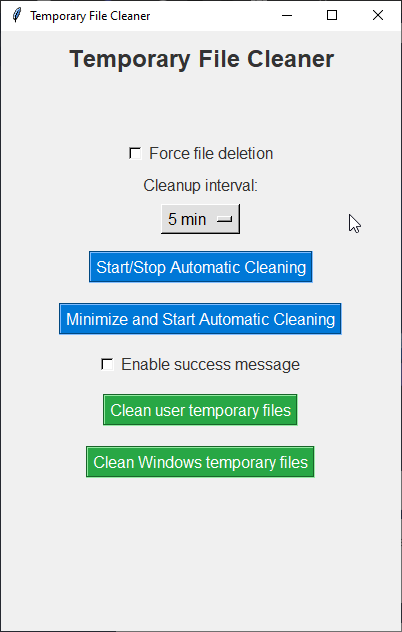 Temporary File Cleaner
Temporary File Cleaner
Force file deletion
Cleanup interval:
5 min
Start/Stop Automatic Cleaning
Minimize and Start Automatic Cleaning
Enable success message
Clean user temporary files
Clean Windows temporary files